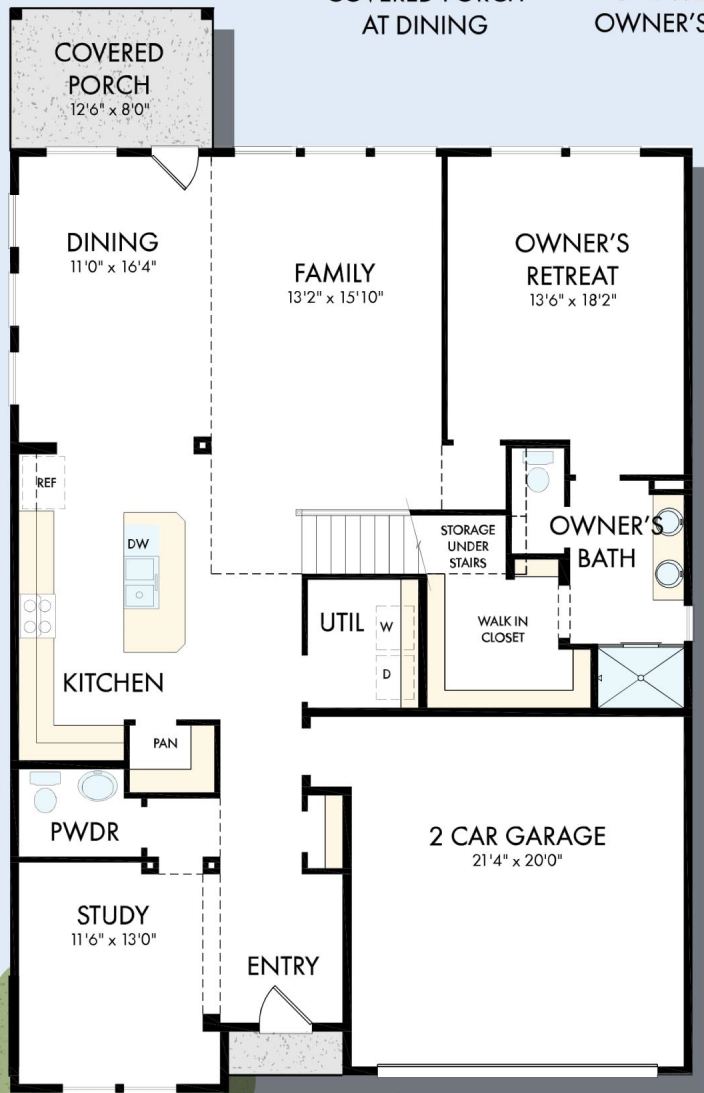 COVERED PORCH
AT DINING
OWNER'S
COVERED
PORCH
12'6" x 8'0"
DINING
11'0" x 16'4"
FAMILY
13'2" x 15'10"
OWNER'S
RETREAT
13'6" x 18'2"
REF
DW
STORAGE
UNDER
STAIRS
OWNER'S
BATH
UTIL
W
D
WALK IN
CLOSET
KITCHEN
PAN
PWDR
2 CAR GARAGE
21'4" x 20'0"
STUDY
11'6" x 13'0"
ENTRY